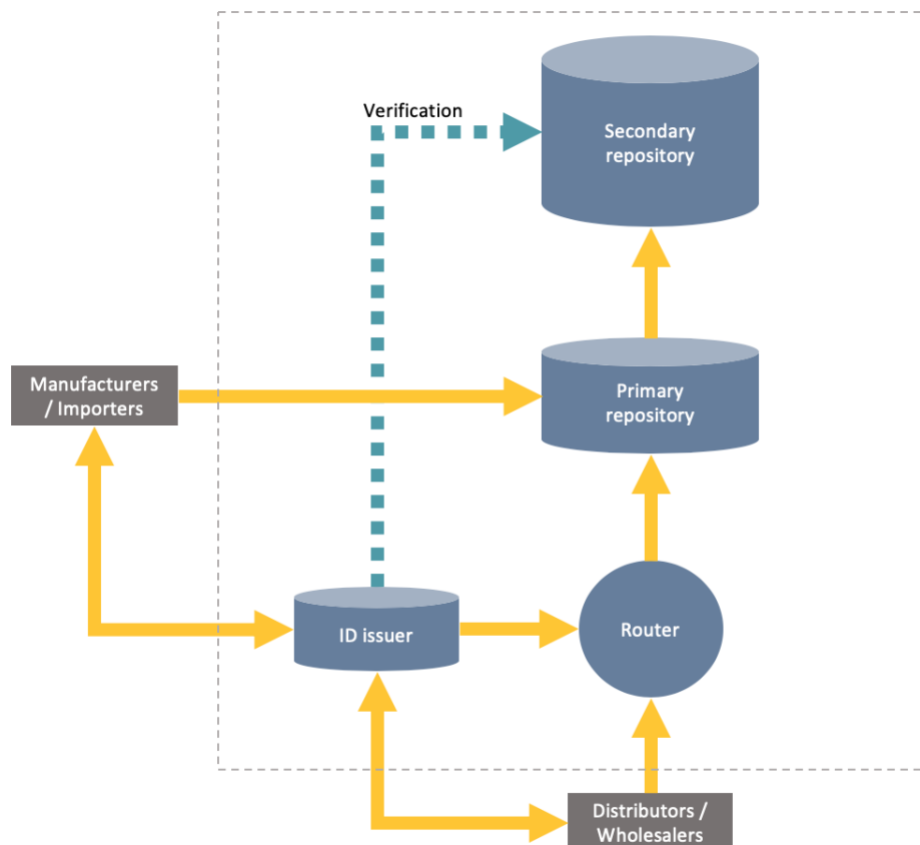 Verification
Secondary
repository
Manufacturers
/ Importers
Primary
repository
ID issuer
Router
Distributors /
Wholesalers